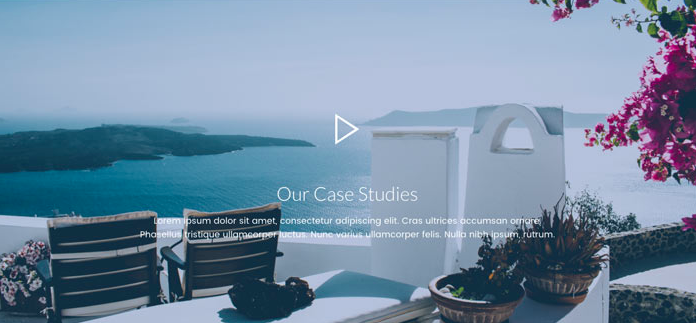 Our Case Studies
Lorem ipsum dolor sit amet, consectetur adipiscing elit. Cras ultrices accumsan ornare.
Phasellus tristique ullamcorper luctus. Nunc varius ullamcorper felis. Nulla nibh ipsum, rutrum.